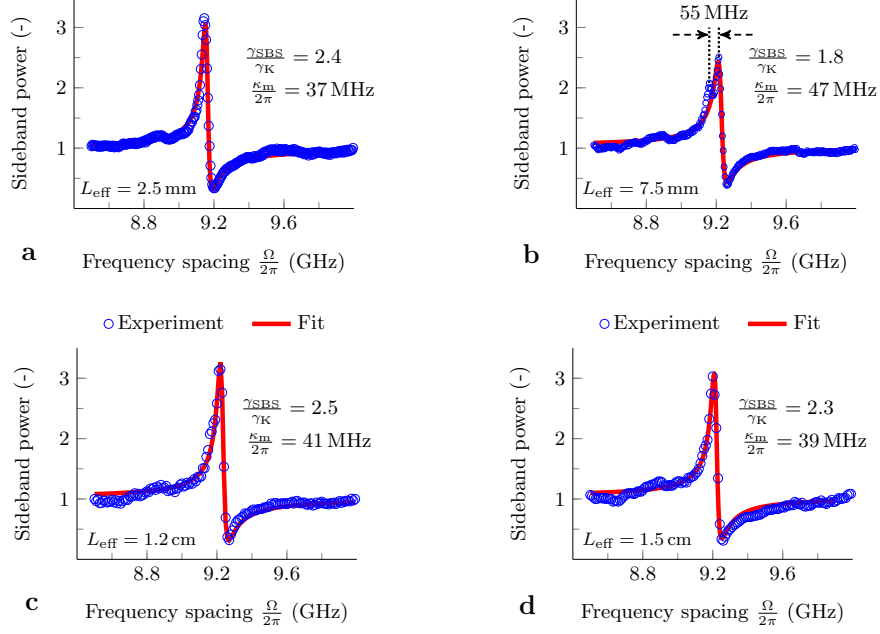 Sideband power (-)
3
2
1
γSBS/γK = 2.4
κm/2π = 37 MHz
Leff = 2.5 mm
8.8 9.2 9.6
a Frequency spacing Ω/2π (GHz)
55 MHz
Sideband power (-)
3
2
1
γSBS/γK = 1.8
κm/2π = 47 MHz
Leff = 7.5 mm
8.8 9.2 9.6
b Frequency spacing Ω/2π (GHz)
Experiment Fit
Sideband power (-)
3
2
1
γSBS/γK = 2.5
κm/2π = 41 MHz
Leff = 1.2 cm
8.8 9.2 9.6
c Frequency spacing Ω/2π (GHz)
Experiment Fit
Sideband power (-)
3
2
1
γSBS/γK = 2.3
κm/2π = 39 MHz
Leff = 1.5 cm
8.8 9.2 9.6
d Frequency spacing Ω/2π (GHz)